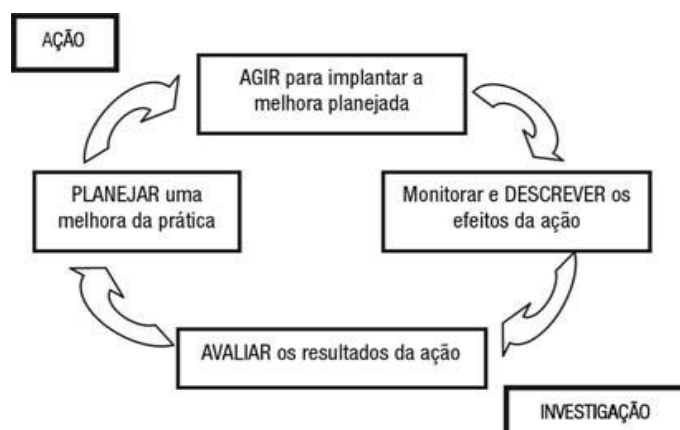 AÇÃO
AGIR para implantar a
melhora planejada
PLANEJAR uma
melhora da prática
Monitorar e DESCREVER os
efeitos da ação
AVALIAR os resultados da ação
INVESTIGAÇÃO